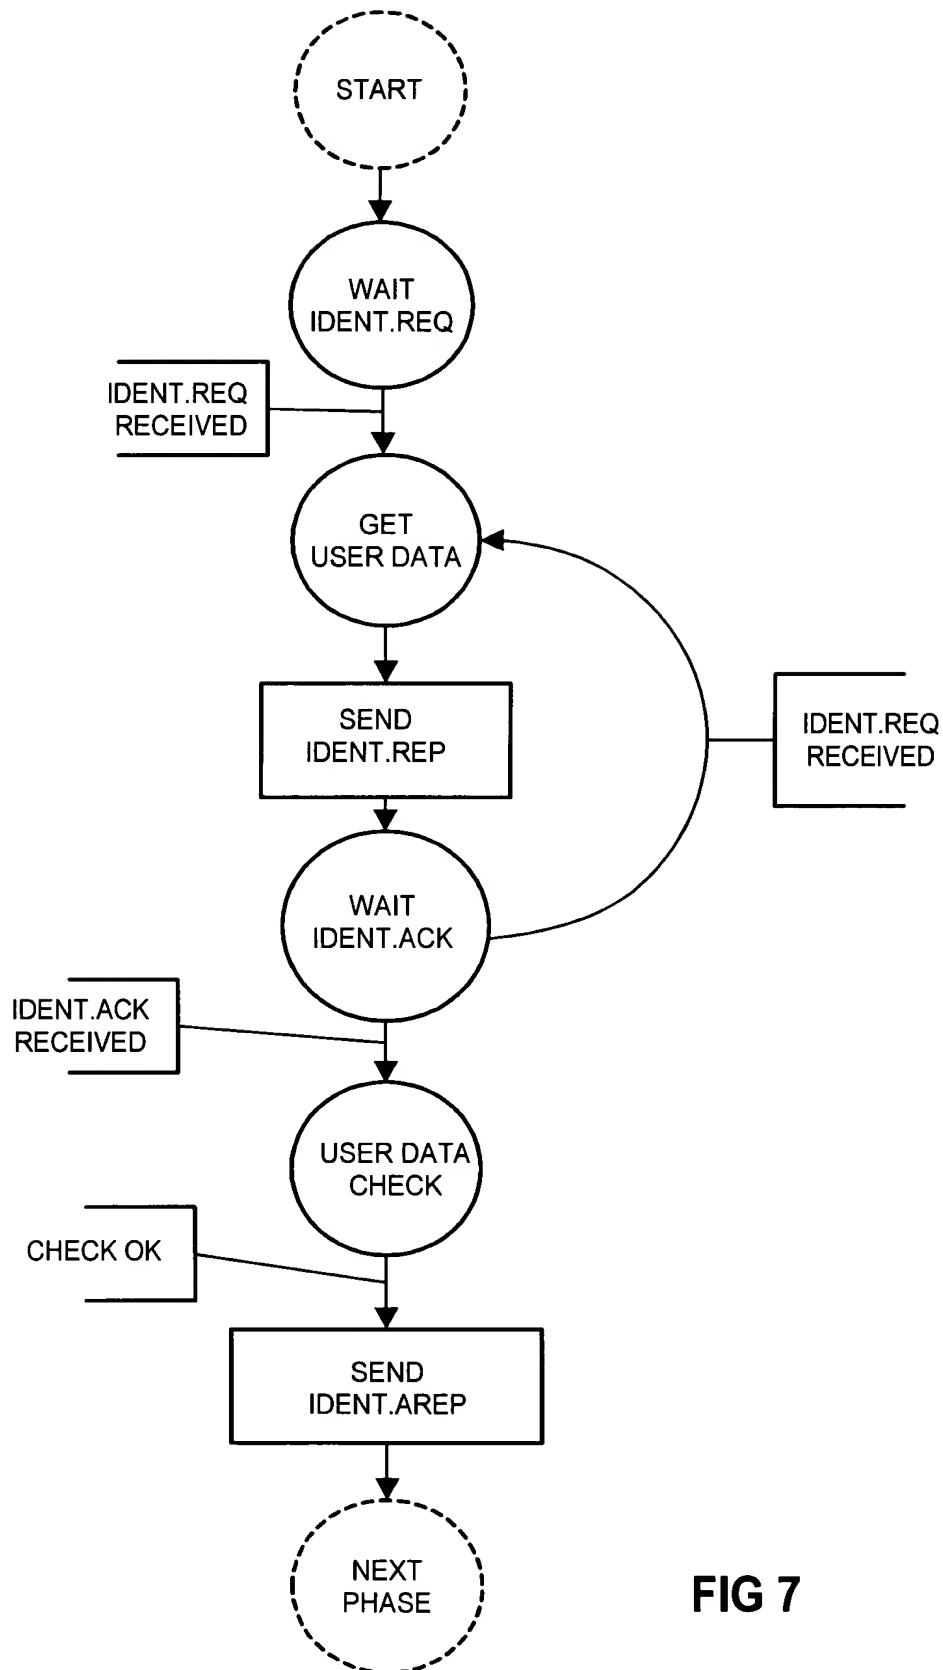 START
WAIT
IDENT.REQ
IDENT.REQ
RECEIVED
GET
USER DATA
SEND
IDENT.REP
IDENT.REQ
RECEIVED
WAIT
IDENT.ACK
IDENT.ACK
RECEIVED
USER DATA
CHECK
CHECK OK
SEND
IDENT.AREP
NEXT
PHASE
FIG 7